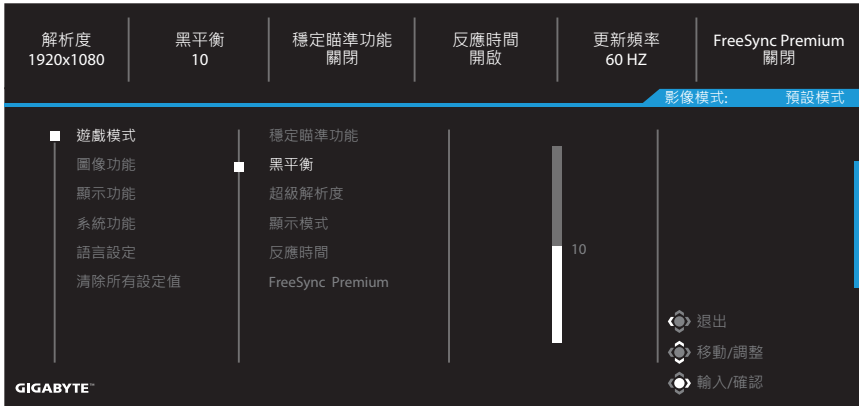 解析度
1920x1080
黑平衡
10
穩定瞄準功能
關閉
反應時間
開啟
更新頻率
60 HZ
FreeSync Premium
關閉
影像模式: 預設模式
遊戲模式
圖像功能
顯示功能
系統功能
語言設定
清除所有設定值
穩定瞄準功能
黑平衡
超級解析度
顯示模式
反應時間
FreeSync Premium
10
退出
移動/調整
輸入/確認
GIGABYTE™